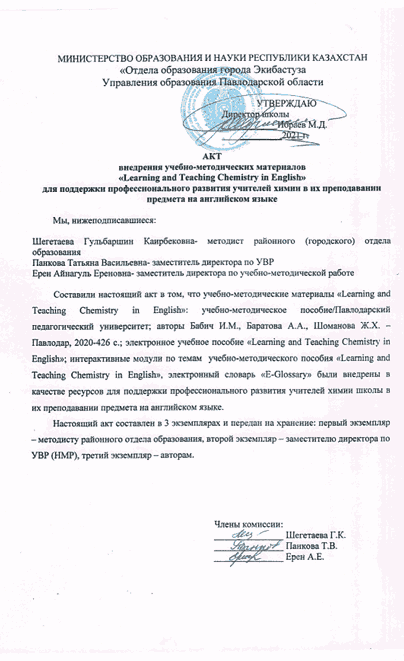 МИНИСТЕРСТВО ОБРАЗОВАНИЯ И НАУКИ РЕСПУБЛИКИ КАЗАХСТАН
«Отдела образования города Экибастуза
Управления образования Павлодарской области
УТВЕРЖДАЮ
Директор школы
Ибраев М.Д.
2021 г.
АКТ
внедрения учебно-методических материалов
«Learning and Teaching Chemistry in English»
для поддержки профессионального развития учителей химии в их преподавании
предмета на английском языке
Мы, нижеподписавшиеся:
Шегетаева Гульбаршин Каирбековна- методист районного (городского) отдела
образования
Панкова Татьяна Васильевна- заместитель директора по УВР
Ерен Айнагуль Ереновна- заместитель директора по учебно-методической работе
Составили настоящий акт в том, что учебно-методические материалы «Learning and
Teaching Chemistry in English»: учебно-методическое пособие/Павлодарский
педагогический университет; авторы Бабич И.М., Баратова А.А., Шоманова Ж.Х. –
Павлодар, 2020-426 с.; электронное учебное пособие «Learning and Teaching Chemistry in
English»; интерактивные модули по темам учебно-методического пособия «Learning and
Teaching Chemistry in English», электронный словарь «E-Glossary» были внедрены в
качестве ресурсов для поддержки профессионального развития учителей химии школы в
их преподавании предмета на английском языке.
Настоящий акт составлен в 3 экземплярах и передан на хранение: первый экземпляр
– методисту районного отдела образования, второй экземпляр – заместителю директора по
УВР (НМР), третий экземпляр – авторам.
Члены комиссии:
Шегетаева Г.К.
Панкова Т.В.
Ерен А.Е.